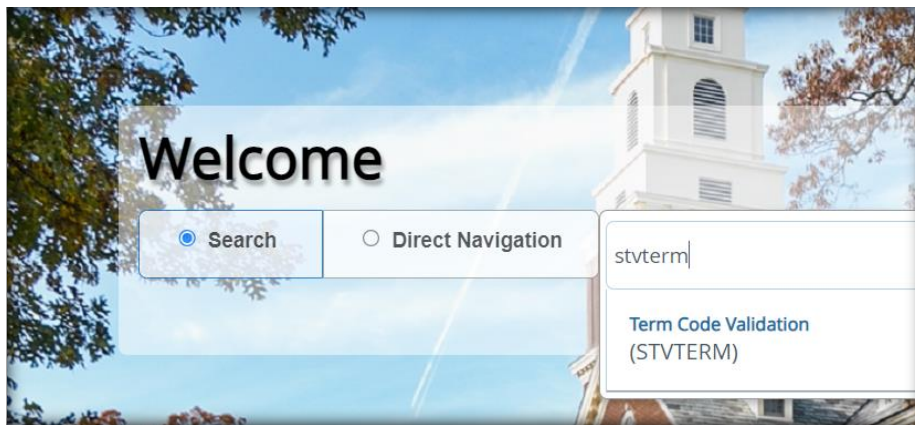 Welcome
Search
Direct Navigation
stvterm
Term Code Validation
(STVTERM)